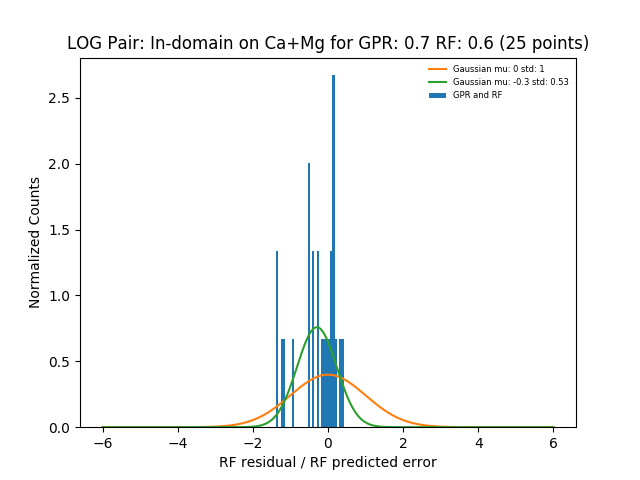 LOG Pair: In-domain on Ca+Mg for GPR: 0.7 RF: 0.6 (25 points)
Gaussian mu: 0 std: 1
Gaussian mu: -0.3 std: 0.53
GPR and RF
Normalized Counts
2.5
2.0
1.5
1.0
0.5
0.0
−6 −4 −2 0 2 4 6
RF residual / RF predicted error